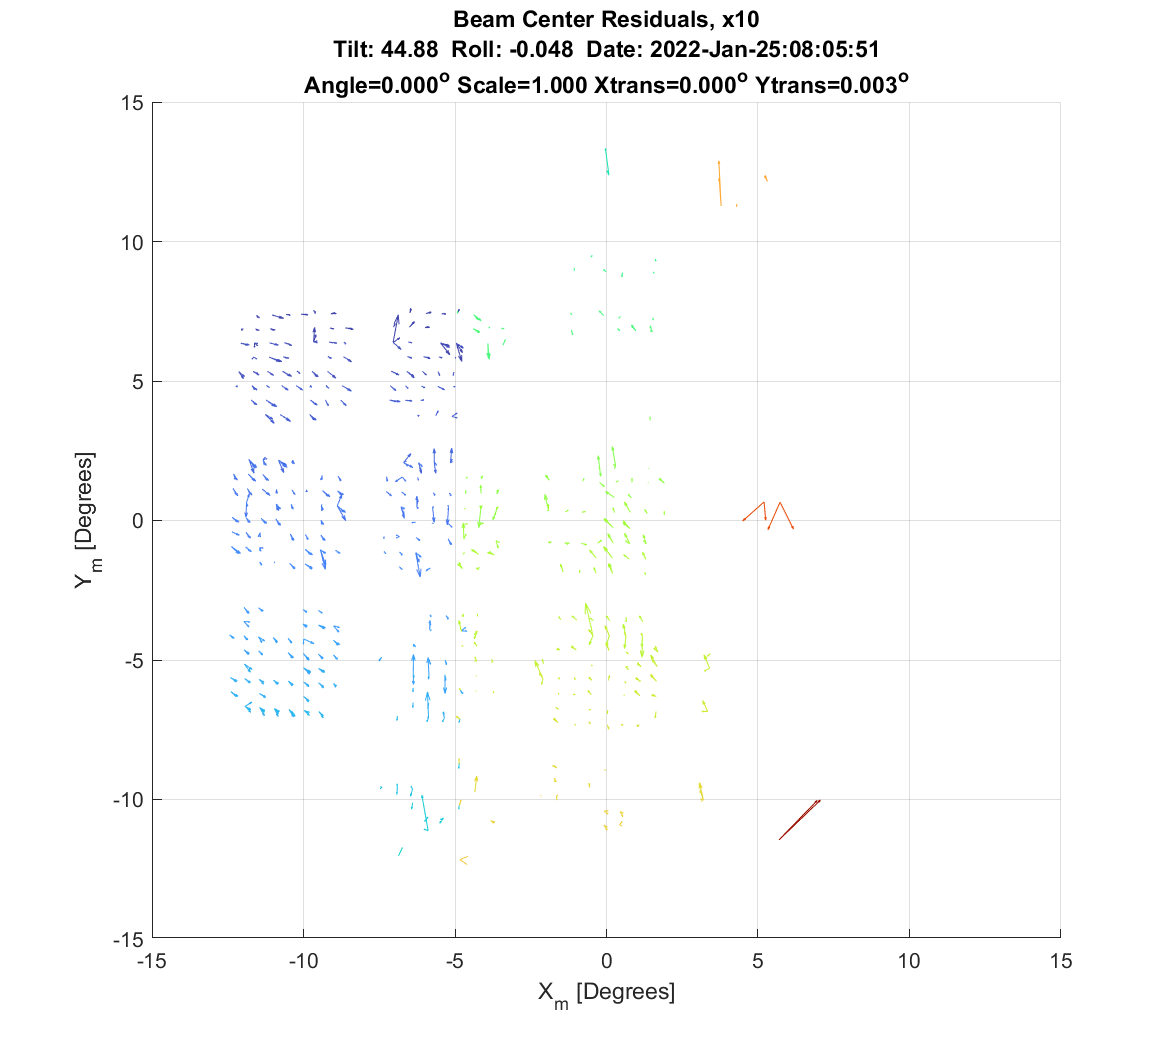 Beam Center Residuals, x10
Tilt: 44.88 Roll: -0.048 Date: 2022-Jan-25:08:05:51
Angle=0.000° Scale=1.000 Xtrans=0.000° Ytrans=0.003°
15
10
5
0
-5
-10
-15
Y_m [Degrees]
-15 -10 -5 0 5 10 15
X_m [Degrees]